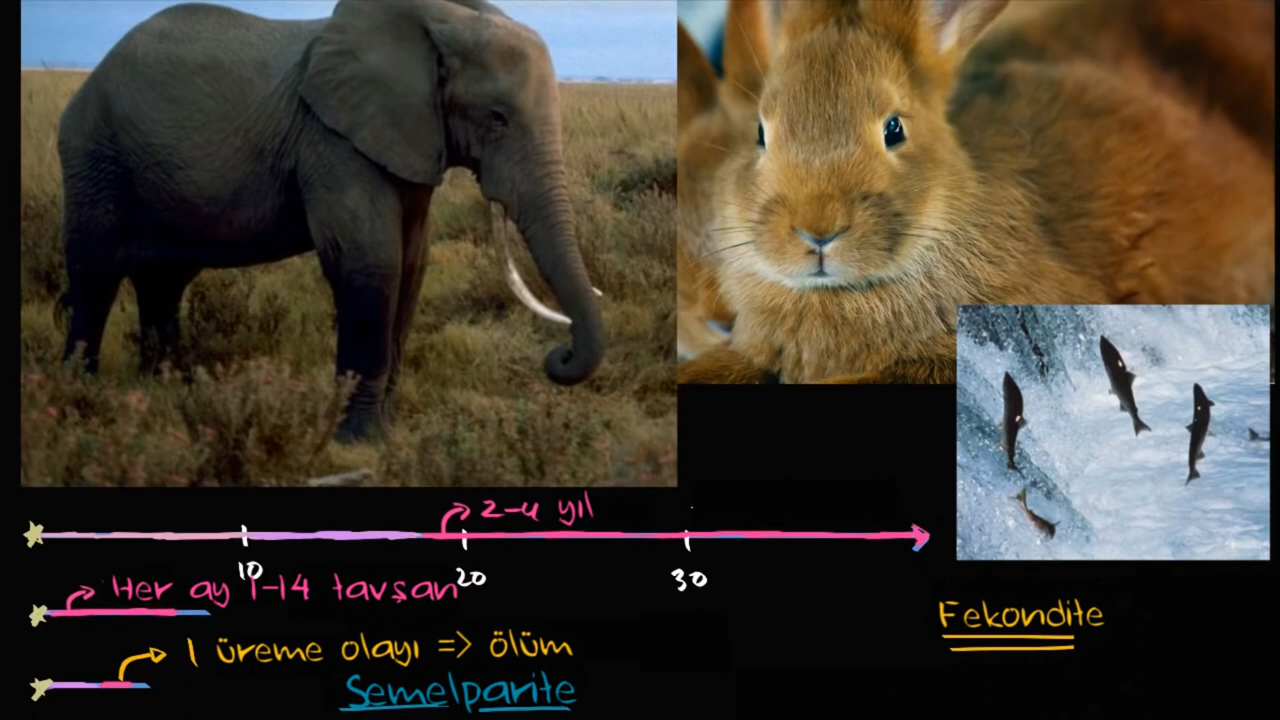 2-4 yıl
10 20 30
Her ay 1-14 tavşan
Fekondite
1 üreme olayı => ölüm
Semelparite